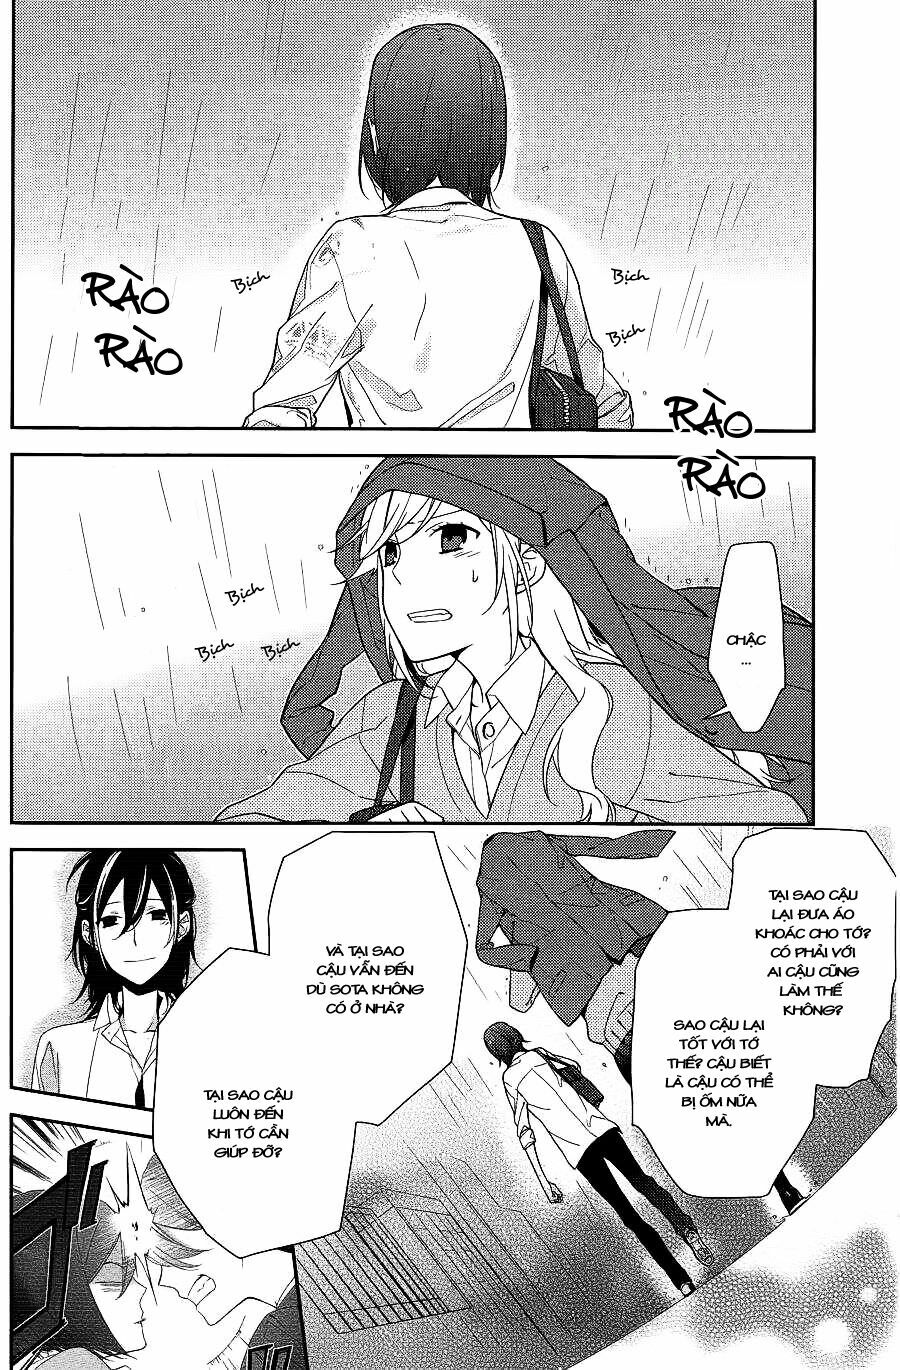 RÀO
RÀO
Bịch
Bịch
Bịch
RÀO
RÀO
CHẬC
...
Bịch
Bịch
Bịch
TẠI SAO CẬU
LẠI ĐƯA ÁO
KHOÁC CHO TỚ?
CÓ PHẢI VỚI
AI CẬU CŨNG
LÀM THẾ
KHÔNG?
SAO CẬU LẠI
TỐT VỚI TỚ
THẾ? CẬU BIẾT
LÀ CẬU CÓ THỂ
BỊ ỐM NỮA
MÀ.
VÀ TẠI SAO
CẬU VẪN ĐẾN
DÙ SOTA KHÔNG
CÓ Ở NHÀ?
TẠI SAO CẬU
LUÔN ĐẾN
KHI TỚ CẦN
GIÚP ĐỠ?